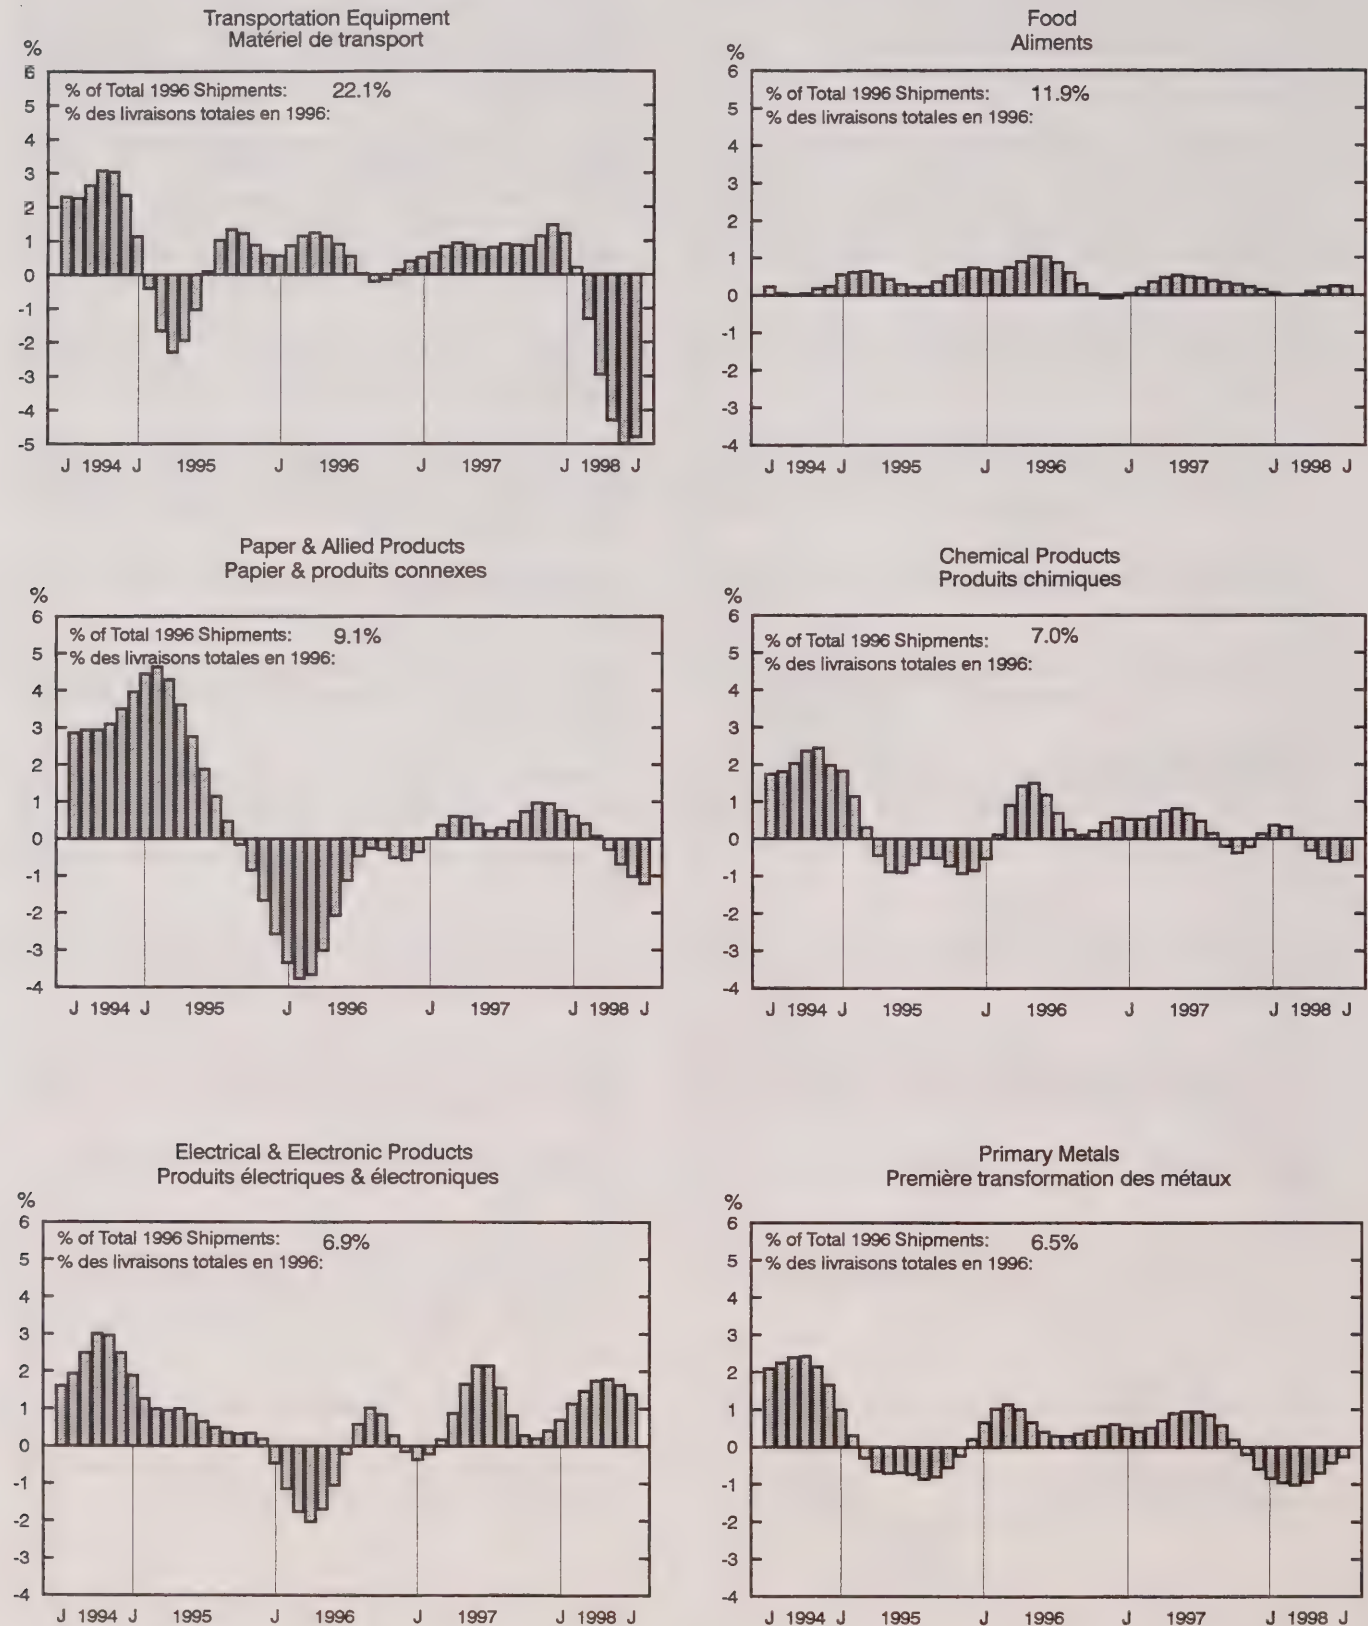 Transportation Equipment
Matériel de transport
%
6
5
4
3
2
1
0
-1
-2
-3
-4
-5
% of Total 1996 Shipments: 22.1%
% des livraisons totales en 1996:
J 1994 J 1995 J 1996 J 1997 J 1998 J
Food
Aliments
%
6
5
4
3
2
1
0
-1
-2
-3
-4
% of Total 1996 Shipments: 11.9%
% des livraisons totales en 1996:
J 1994 J 1995 J 1996 J 1997 J 1998 J
Paper & Allied Products
Papier & produits connexes
%
6
5
4
3
2
1
0
-1
-2
-3
-4
% of Total 1996 Shipments: 9.1%
% des livraisons totales en 1996:
J 1994 J 1995 J 1996 J 1997 J 1998 J
Chemical Products
Produits chimiques
%
6
5
4
3
2
1
0
-1
-2
-3
-4
% of Total 1996 Shipments: 7.0%
% des livraisons totales en 1996:
J 1994 J 1995 J 1996 J 1997 J 1998 J
Electrical & Electronic Products
Produits électriques & électroniques
%
6
5
4
3
2
1
0
-1
-2
-3
-4
% of Total 1996 Shipments: 6.9%
% des livraisons totales en 1996:
J 1994 J 1995 J 1996 J 1997 J 1998 J
Primary Metals
Première transformation des métaux
%
6
5
4
3
2
1
0
-1
-2
-3
-4
% of Total 1996 Shipments: 6.5%
% des livraisons totales en 1996:
J 1994 J 1995 J 1996 J 1997 J 1998 J